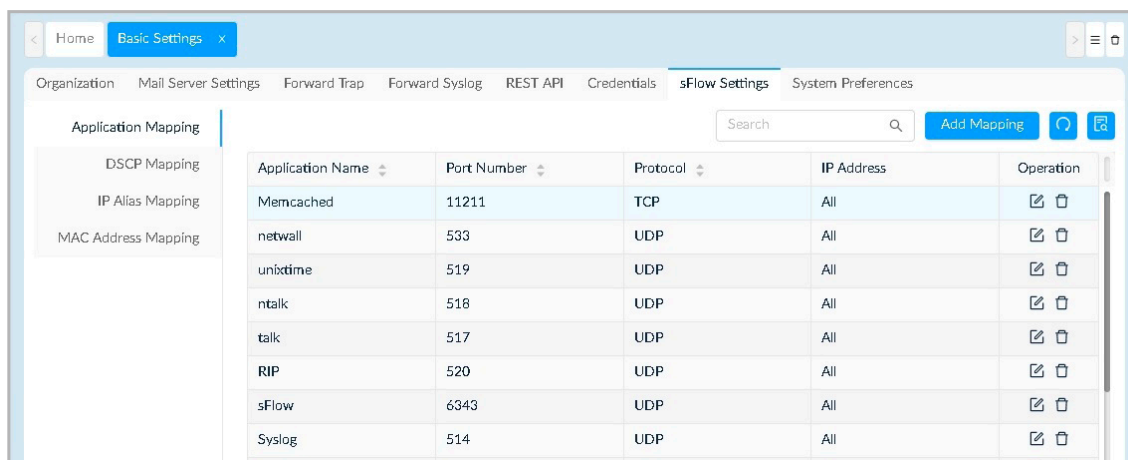 Home Basic Settings x
Organization Mail Server Settings Forward Trap Forward Syslog REST API Credentials sFlow Settings System Preferences
Application Mapping
DSCP Mapping
IP Alias Mapping
MAC Address Mapping
Search Add Mapping
Application Name Port Number Protocol IP Address Operation
Memcached 11211 TCP All
netwall 533 UDP All
unixtime 519 UDP All
ntalk 518 UDP All
talk 517 UDP All
RIP 520 UDP All
sFlow 6343 UDP All
Syslog 514 UDP All